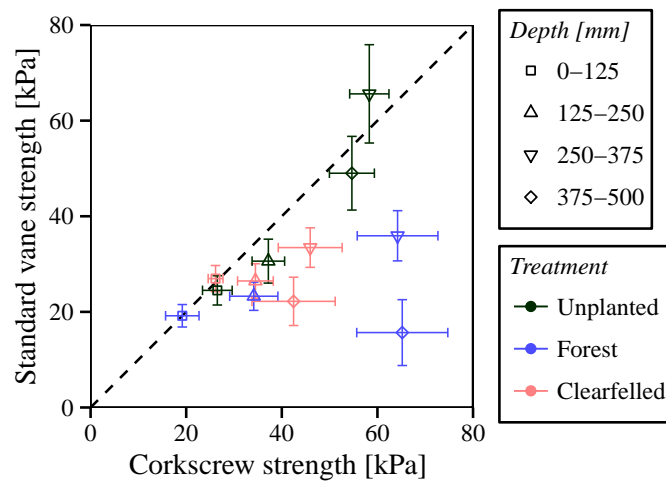 80
60
40
20
0
Standard vane strength [kPa]
0 20 40 60 80
Corkscrew strength [kPa]
Depth [mm]
0–125
125–250
250–375
375–500
Treatment
Unplanted
Forest
Clearfelled